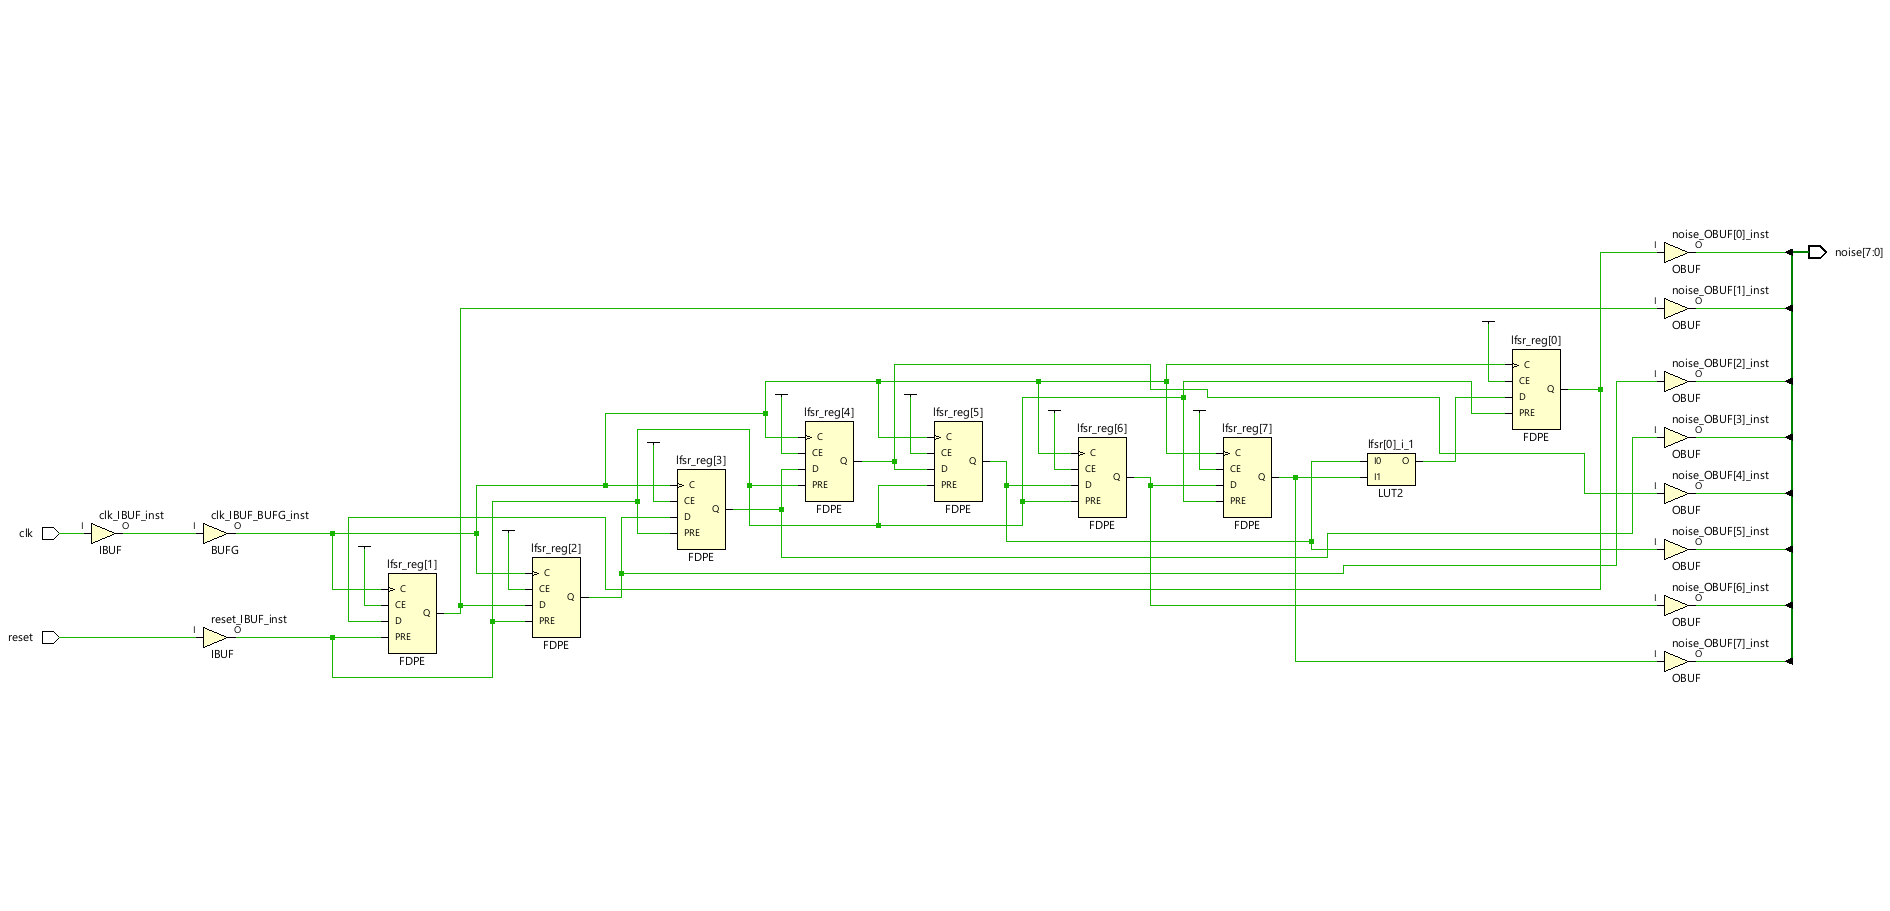 noise_OBUF[0]_inst
I
O
OBUF
noise[7:0]
noise_OBUF[1]_inst
I
O
OBUF
lfsr_reg[0]
C
CE
D
PRE
Q
FDPE
noise_OBUF[2]_inst
I
O
OBUF
lfsr_reg[4]
C
CE
D
PRE
Q
FDPE
lfsr_reg[5]
C
CE
D
PRE
Q
FDPE
lfsr_reg[6]
C
CE
D
PRE
Q
FDPE
lfsr_reg[7]
C
CE
D
PRE
Q
FDPE
lfsr[0]_i_1
I0
I1
O
LUT2
noise_OBUF[3]_inst
I
O
OBUF
lfsr_reg[3]
C
CE
D
PRE
Q
FDPE
noise_OBUF[4]_inst
I
O
OBUF
clk
clk_IBUF_inst
I
O
IBUF
clk_IBUF_BUFG_inst
I
O
BUFG
noise_OBUF[5]_inst
I
O
OBUF
lfsr_reg[2]
C
CE
D
PRE
Q
FDPE
lfsr_reg[1]
C
CE
D
PRE
Q
FDPE
noise_OBUF[6]_inst
I
O
OBUF
reset
reset_IBUF_inst
I
O
IBUF
noise_OBUF[7]_inst
I
O
OBUF